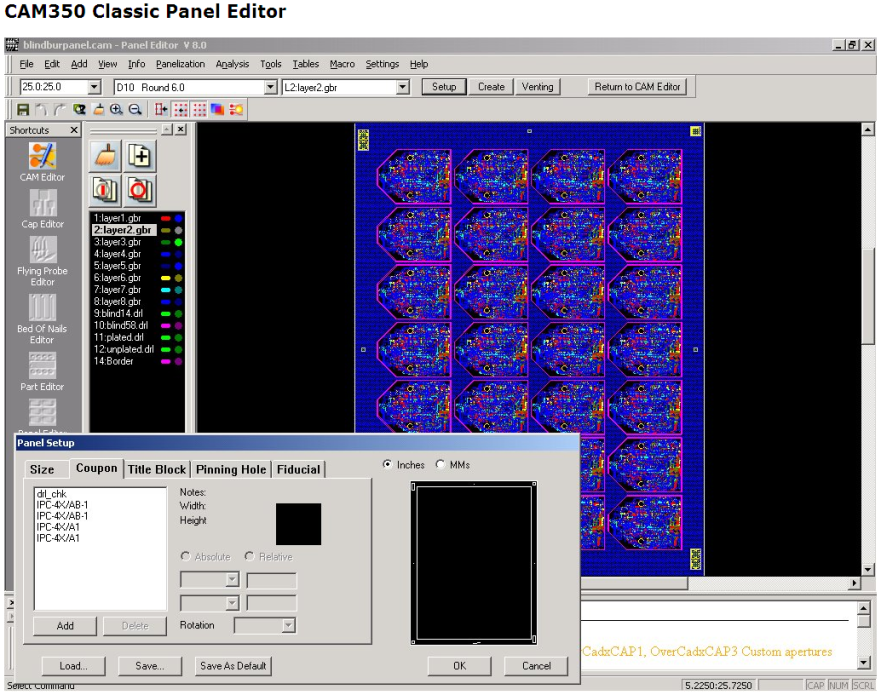 CAM350 Classic Panel Editor
blindburpanel.cam - Panel Editor V 8.0
File Edit Add View Info Panelization Analysis Tools Tables Macro Settings Help
25.0:25.0 D10 Round 6.0 L2:layer2.gbr Setup Create Venting Return to CAM Editor
Shortcuts
CAM Editor
Cap Editor
Flying Probe
Editor
Bed Of Nails
Editor
Part Editor
1:layer1.gbr
2:layer2.gbr
3:layer3.gbr
4:layer4.gbr
5:layer5.gbr
6:layer6.gbr
7:layer7.gbr
8:layer8.gbr
9:blind14.drl
10:blind58.drl
11:plated.drl
12:unplated.drl
14:Border
Panel Setup
Size Coupon Title Block Pinning Hole Fiducial
Inches MMs
drl_chk
IPC-4X/AB-1
IPC-4X/AB-1
IPC-4X/A1
IPC-4X/A1
Notes:
Width:
Height
Absolute Relative
Rotation
Add Delete
Load... Save... Save As Default OK Cancel
CadxCAP1, OverCadxCAP3 Custom apertures
Select Command 5.2250:25.7250 CAP NUM SCRL